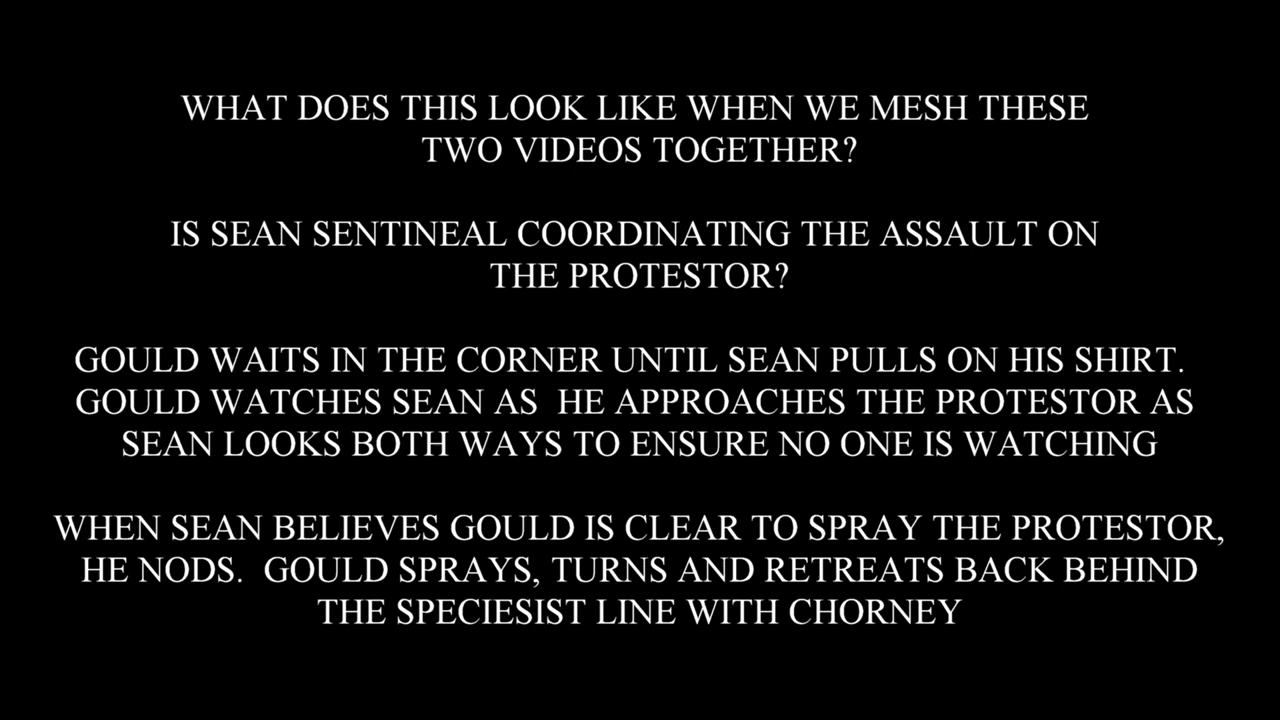 WHAT DOES THIS LOOK LIKE WHEN WE MESH THESE
TWO VIDEOS TOGETHER?
IS SEAN SENTINEAL COORDINATING THE ASSAULT ON
THE PROTESTOR?
GOULD WAITS IN THE CORNER UNTIL SEAN PULLS ON HIS SHIRT.
GOULD WATCHES SEAN AS  HE APPROACHES THE PROTESTOR AS
SEAN LOOKS BOTH WAYS TO ENSURE NO ONE IS WATCHING
WHEN SEAN BELIEVES GOULD IS CLEAR TO SPRAY THE PROTESTOR,
HE NODS.  GOULD SPRAYS, TURNS AND RETREATS BACK BEHIND
THE SPECIESIST LINE WITH CHORNEY